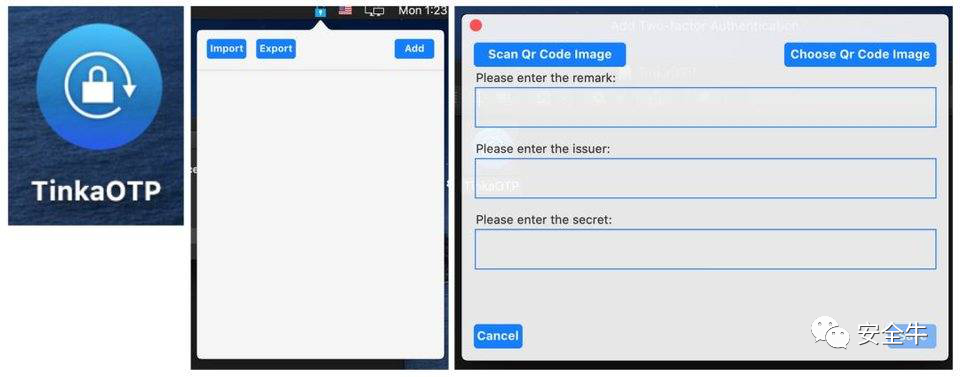 TinkaOTP
Mon 1:23
Import
Export
Add
Add Two-factor Authentication
Scan Qr Code Image
Choose Qr Code Image
Please enter the remark:
Please enter the issuer:
TinkaOTP
Please enter the secret:
Cancel
安全牛